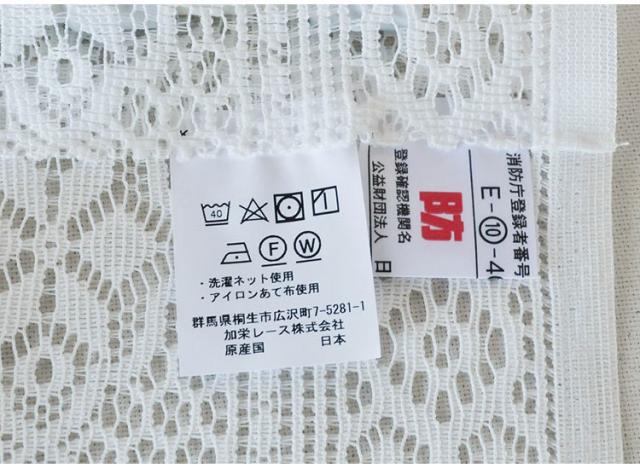 40
F W
・洗濯ネット使用
・アイロンあて布使用
群馬県桐生市広沢町7-5281-1
加栄レース株式会社
原産国 日本
消防庁登録者番号
E-⑩-4
防炎
登録確認機関名
公益財団法人 日